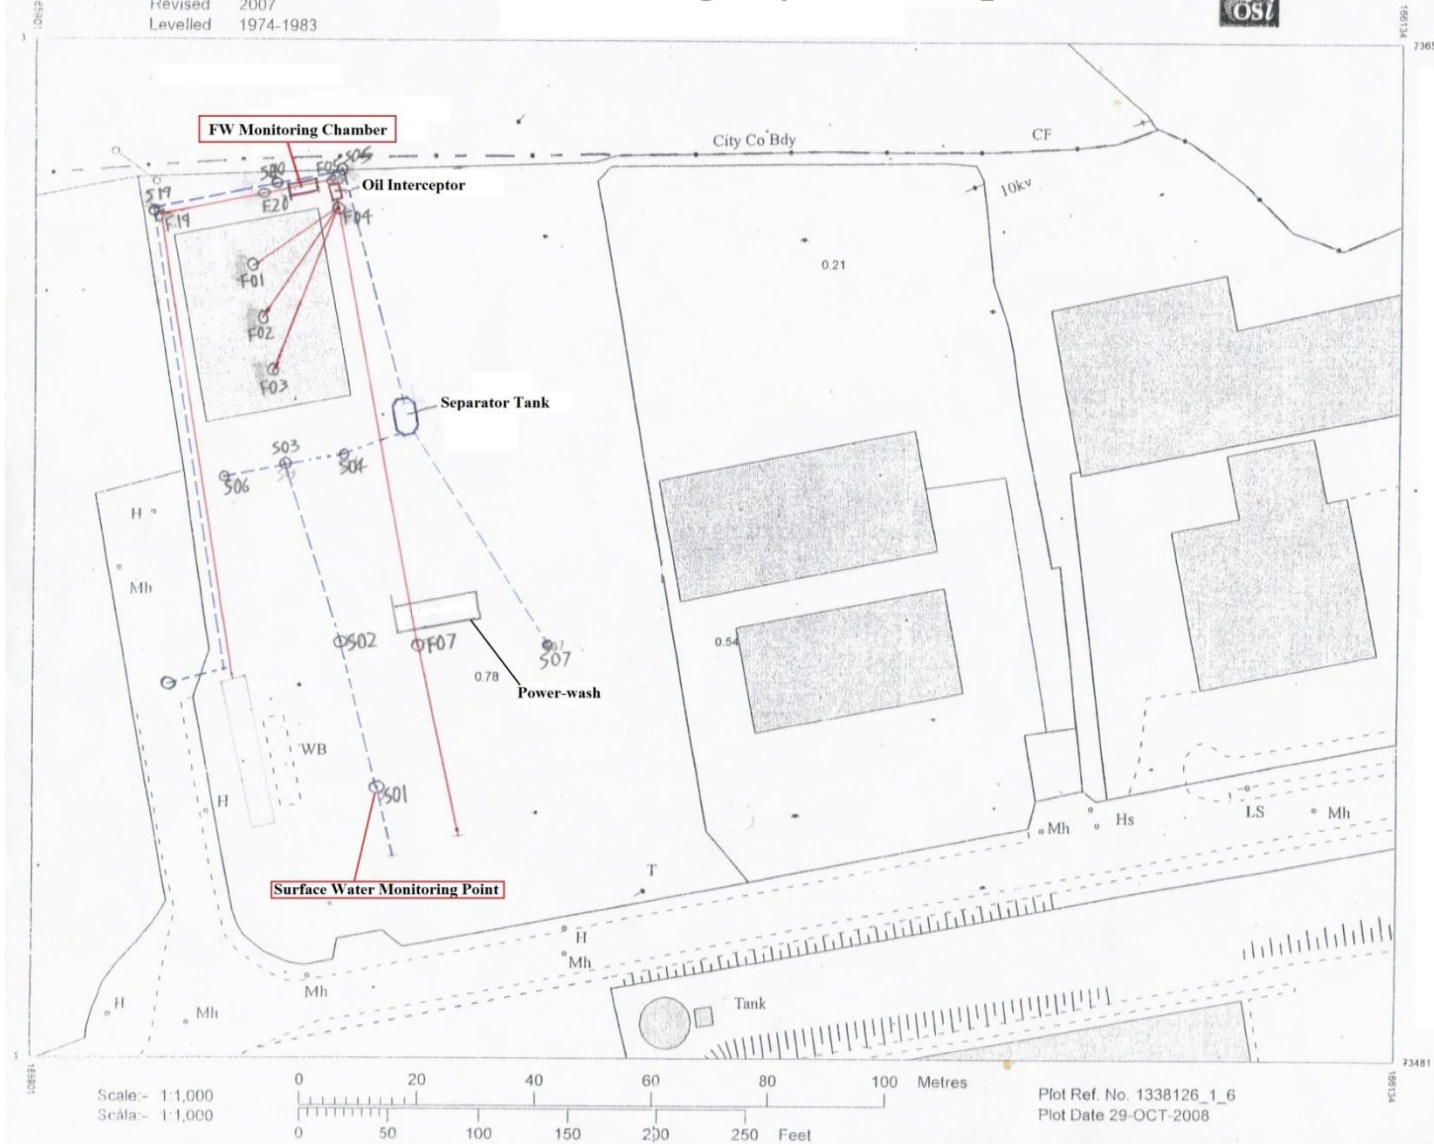 Revised 2007
Levelled 1974-1983
OSi
166134
FW Monitoring Chamber
City Co Bdy
CF
S05
S19
F19
F20
F05
Oil Interceptor
F04
10kv
F01
0.21
F02
F03
Separator Tank
S03
S04
S06
H
Mh
S02
F07
S07
0.54
0.78
Power-wash
WB
S01
H
Mh
Hs
LS
Mh
T
Surface Water Monitoring Point
H
Mh
Mh
H
Mh
Tank
1
73481
166134
Scale:- 1:1,000
Scála:- 1:1,000
0 20 40 60 80 100 Metres
0 50 100 150 200 250 Feet
Plot Ref. No. 1338126_1_6
Plot Date 29-OCT-2008